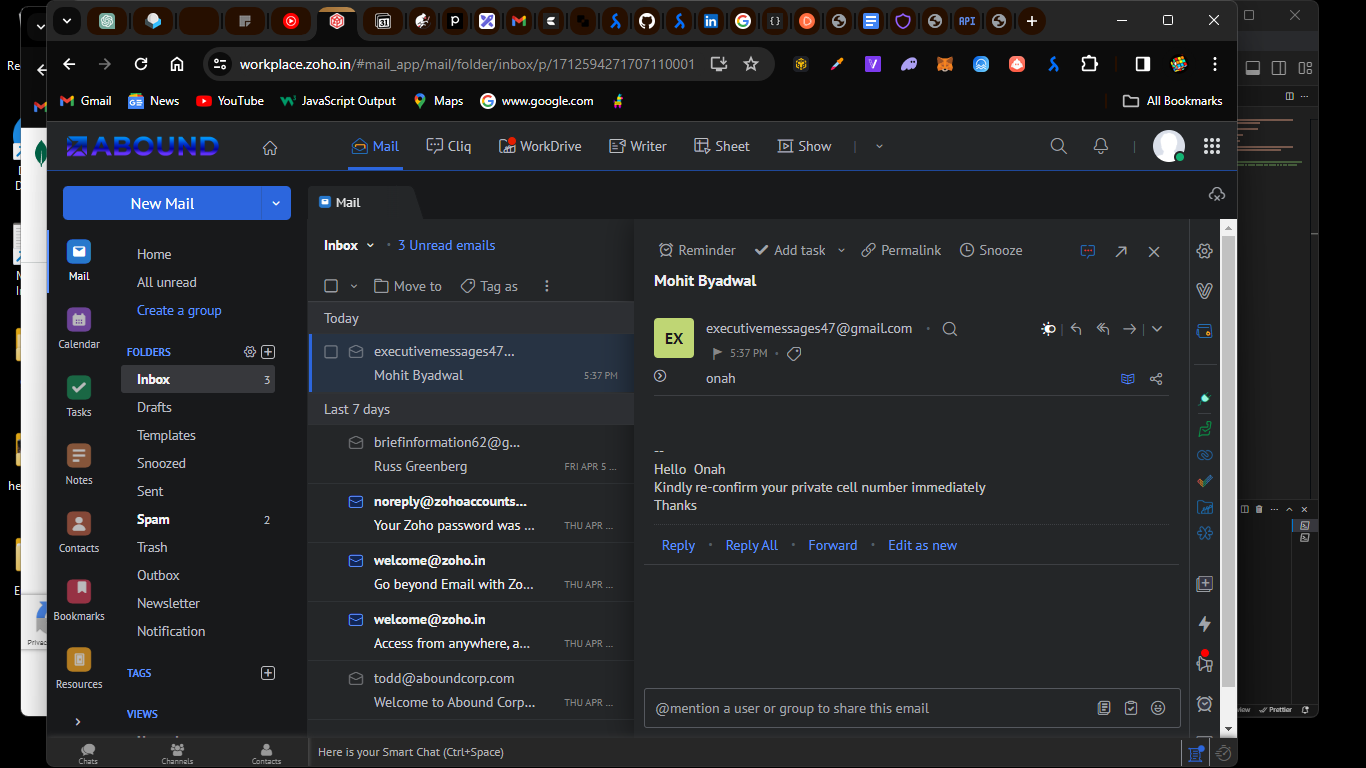 workplace.zoho.in/#mail_app/mail/folder/inbox/p/1712594271707110001
Gmail
News
YouTube
JavaScript Output
Maps
www.google.com
All Bookmarks
ABOUND
Mail
Cliq
WorkDrive
Writer
Sheet
Show
New Mail
Mail
Mail
Calendar
Tasks
Notes
Contacts
Bookmarks
Resources
Home
All unread
Create a group
FOLDERS
Inbox 3
Drafts
Templates
Snoozed
Sent
Spam 2
Trash
Outbox
Newsletter
Notification
TAGS
VIEWS
Inbox • 3 Unread emails
Move to
Tag as
Today
executivemessages47...
Mohit Byadwal 5:37 PM
Last 7 days
briefinformation62@g...
Russ Greenberg FRI APR 5 ...
noreply@zohoaccounts...
Your Zoho password was ... THU APR ...
welcome@zoho.in
Go beyond Email with Zo... THU APR ...
welcome@zoho.in
Access from anywhere, a... THU APR ...
todd@aboundcorp.com
Welcome to Abound Corp... THU APR ...
Reminder
Add task
Permalink
Snooze
Mohit Byadwal
EX
executivemessages47@gmail.com
5:37 PM •
onah
--
Hello Onah
Kindly re-confirm your private cell number immediately
Thanks
Reply • Reply All • Forward • Edit as new
@mention a user or group to share this email
Chats
Channels
Contacts
Here is your Smart Chat (Ctrl+Space)
API
31
Prettier